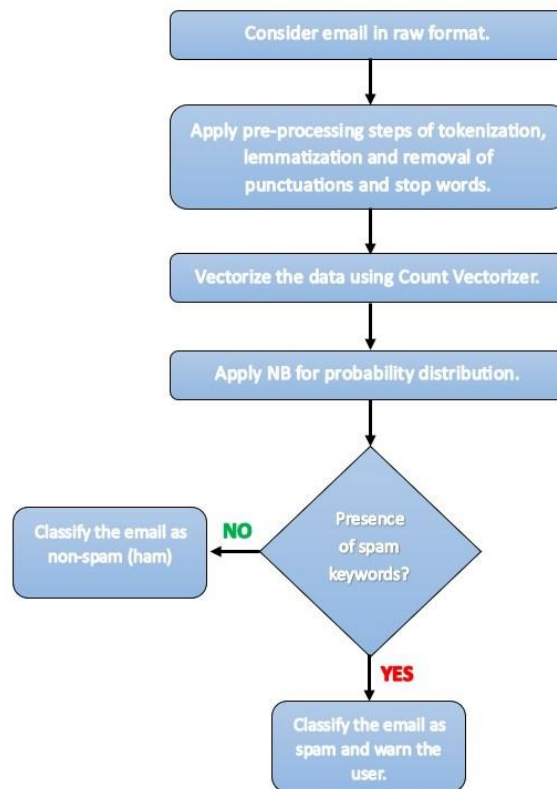 Consider email in raw format.
Apply pre-processing steps of tokenization,
lemmatization and removal of
punctuations and stop words.
Vectorize the data using Count Vectorizer.
Apply NB for probability distribution.
Presence
of spam
keywords?
NO
Classify the email as
non-spam (ham)
YES
Classify the email as
spam and warn the
user.